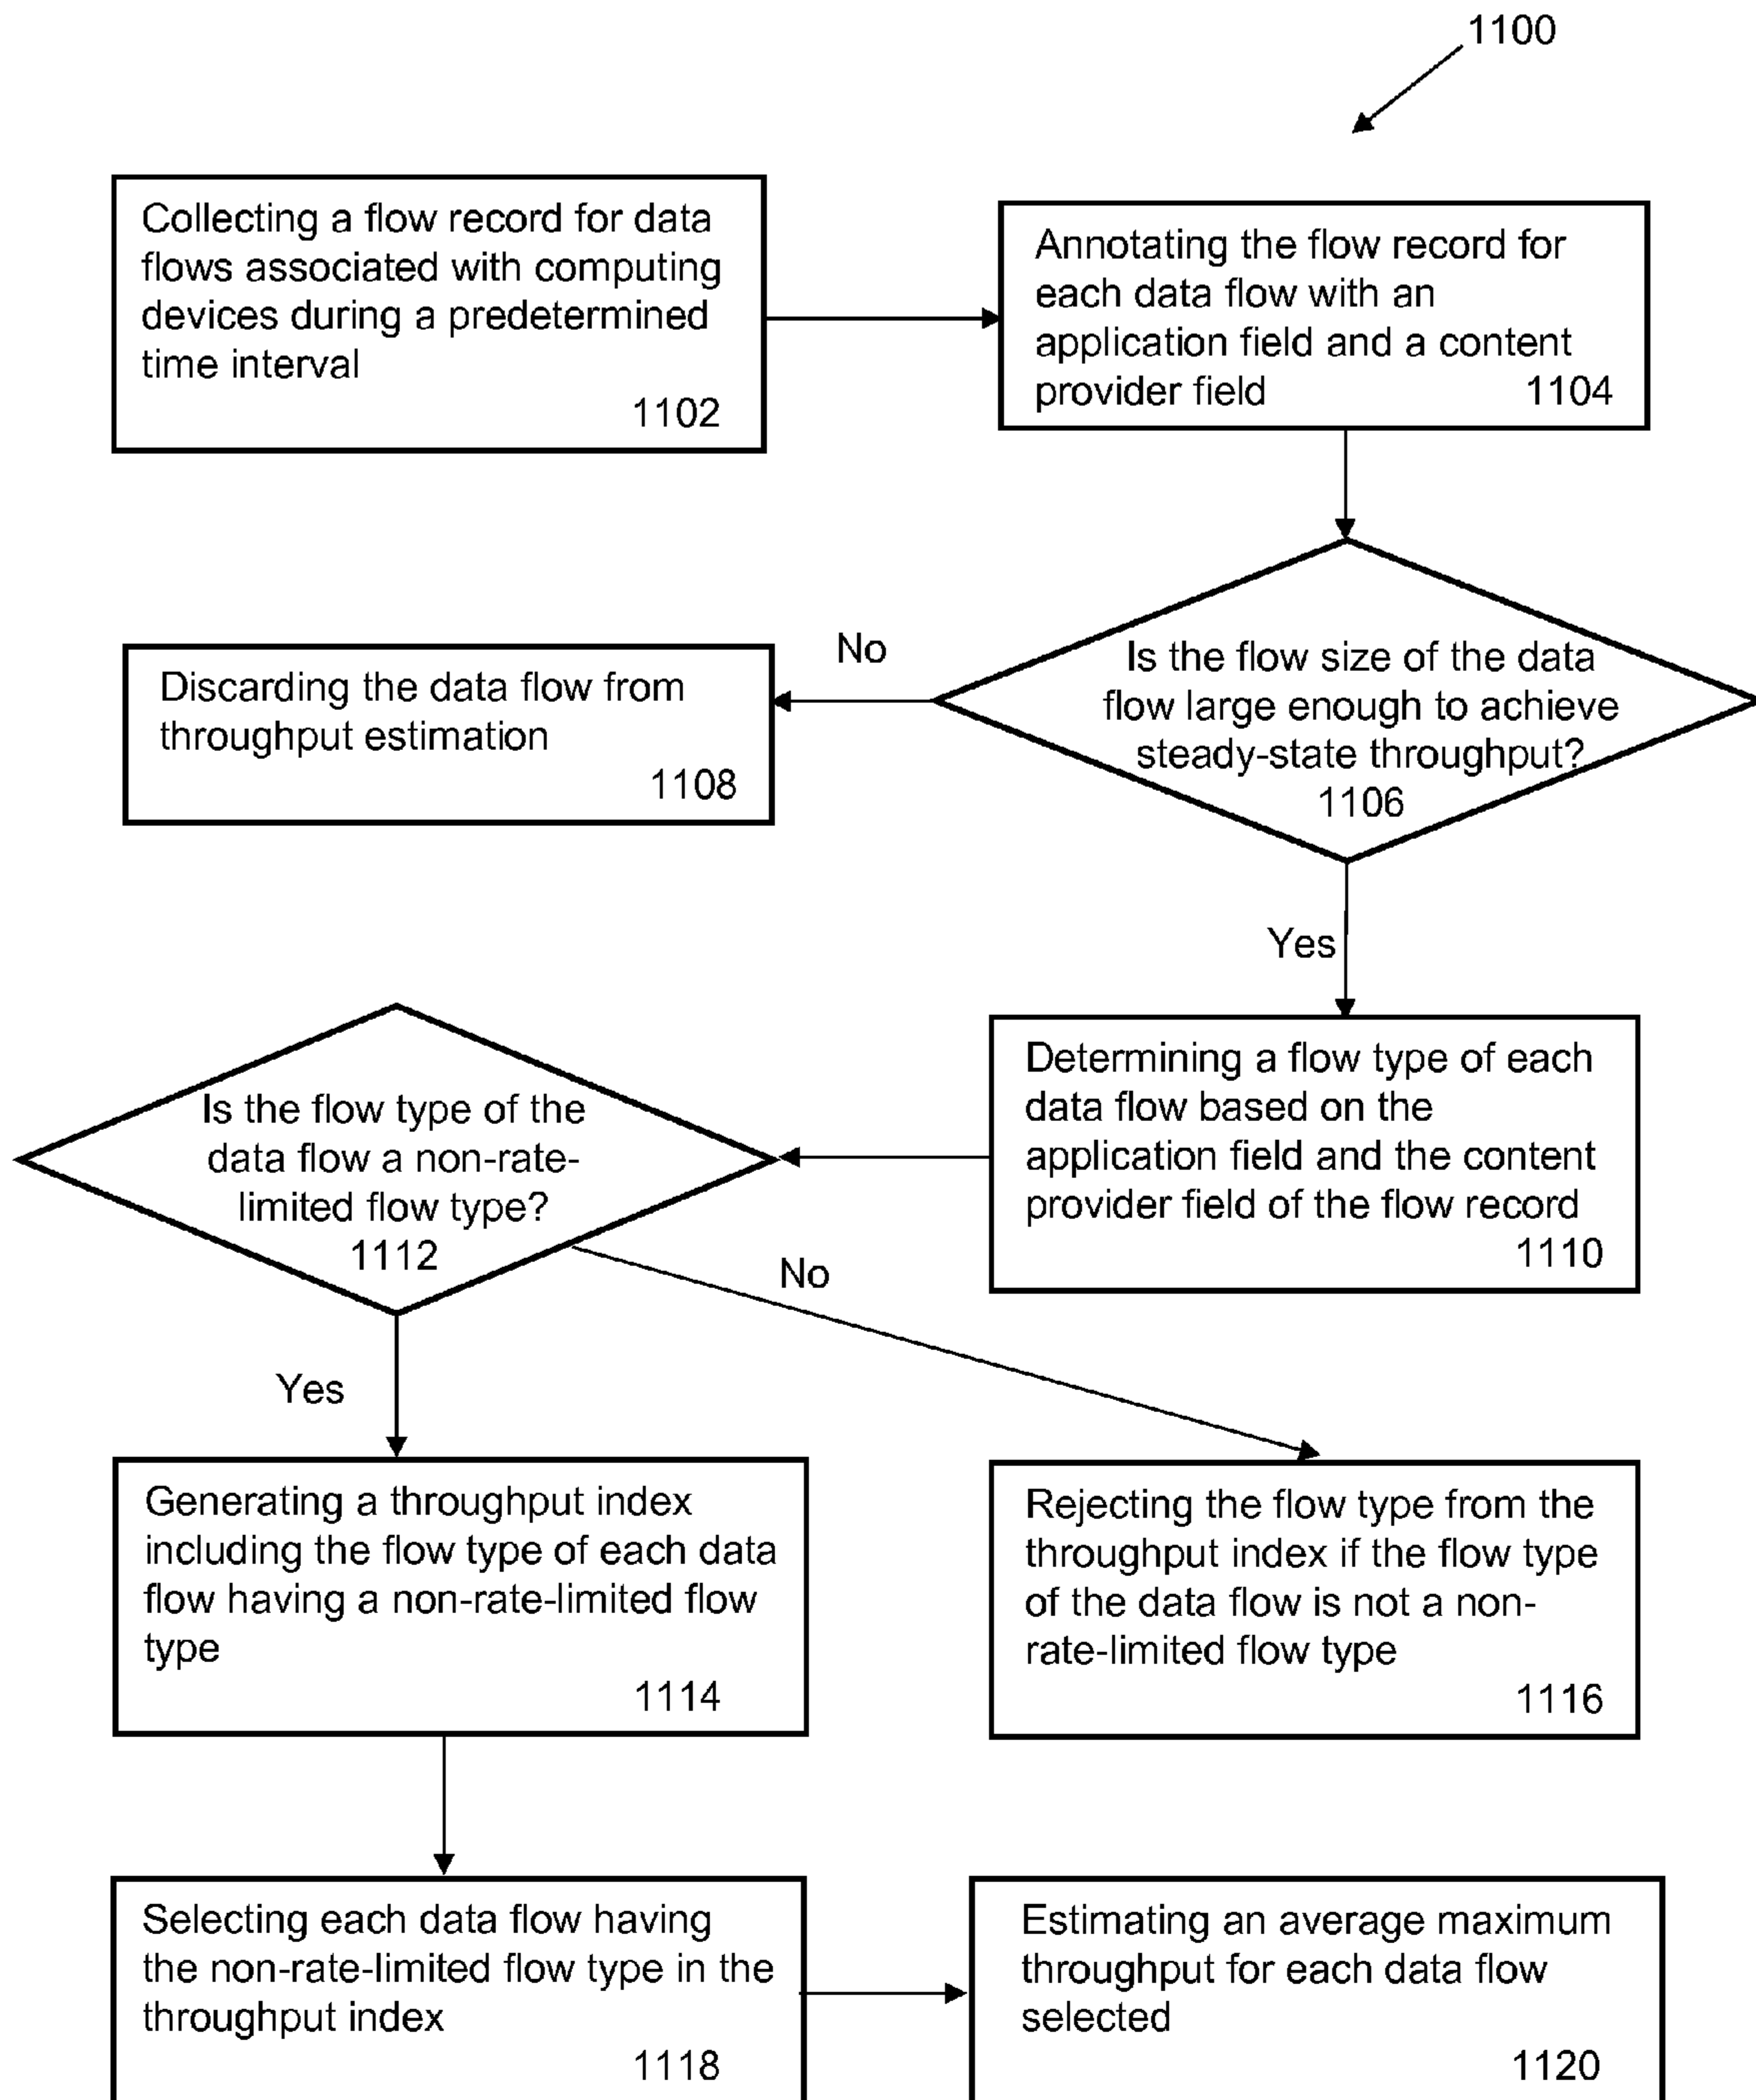 1100
Collecting a flow record for data
flows associated with computing
devices during a predetermined
time interval
1102
Annotating the flow record for
each data flow with an
application field and a content
provider field 1104
Is the flow size of the data
flow large enough to achieve
steady-state throughput?
1106
No
Discarding the data flow from
throughput estimation
1108
Yes
Determining a flow type of each
data flow based on the
application field and the content
provider field of the flow record
1110
Is the flow type of the
data flow a non-rate-
limited flow type?
1112
No
Yes
Generating a throughput index
including the flow type of each data
flow having a non-rate-limited flow
type
1114
Rejecting the flow type from the
throughput index if the flow type
of the data flow is not a non-
rate-limited flow type
1116
Selecting each data flow having
the non-rate-limited flow type in the
throughput index
1118
Estimating an average maximum
throughput for each data flow
selected
1120